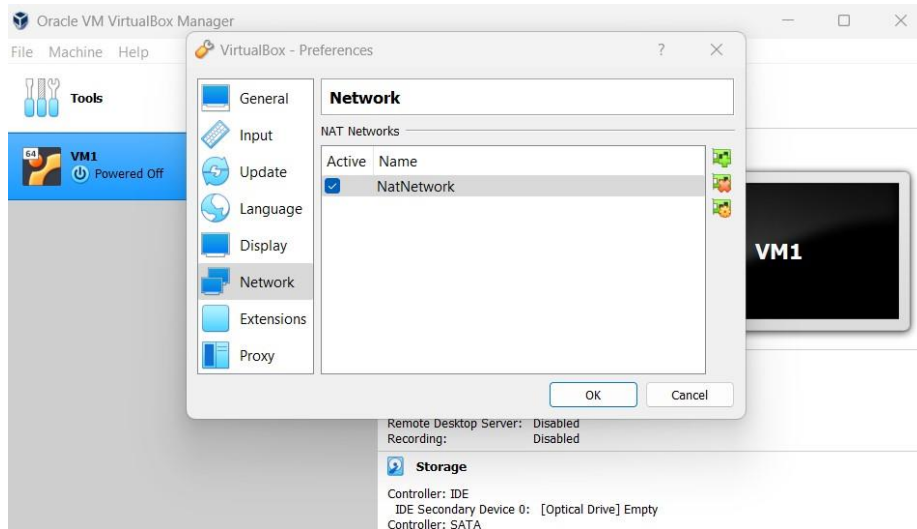 Oracle VM VirtualBox Manager
File Machine Help
Tools
64
VM1
Powered Off
VirtualBox - Preferences
?
General
Input
Update
Language
Display
Network
Extensions
Proxy
Network
NAT Networks
Active Name
NatNetwork
OK Cancel
VM1
Remote Desktop Server: Disabled
Recording: Disabled
Storage
Controller: IDE
IDE Secondary Device 0: [Optical Drive] Empty
Controller: SATA